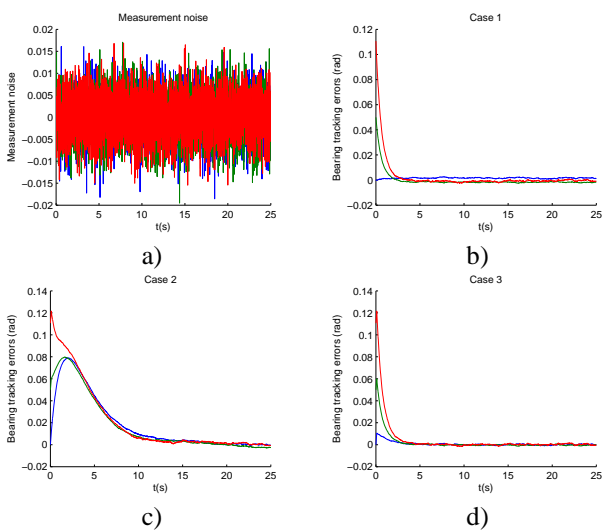 Measurement noise
Measurement noise
0.02
0.015
0.01
0.005
0
−0.005
−0.01
−0.015
−0.02
0 5 10 15 20 25
t(s)
a)
Case 1
Bearing tracking errors (rad)
0.12
0.1
0.08
0.06
0.04
0.02
0
−0.02
0 5 10 15 20 25
t(s)
b)
Case 2
Bearing tracking errors (rad)
0.14
0.12
0.1
0.08
0.06
0.04
0.02
0
−0.02
0 5 10 15 20 25
t(s)
c)
Case 3
Bearing tracking errors (rad)
0.14
0.12
0.1
0.08
0.06
0.04
0.02
0
−0.02
0 5 10 15 20 25
t(s)
d)